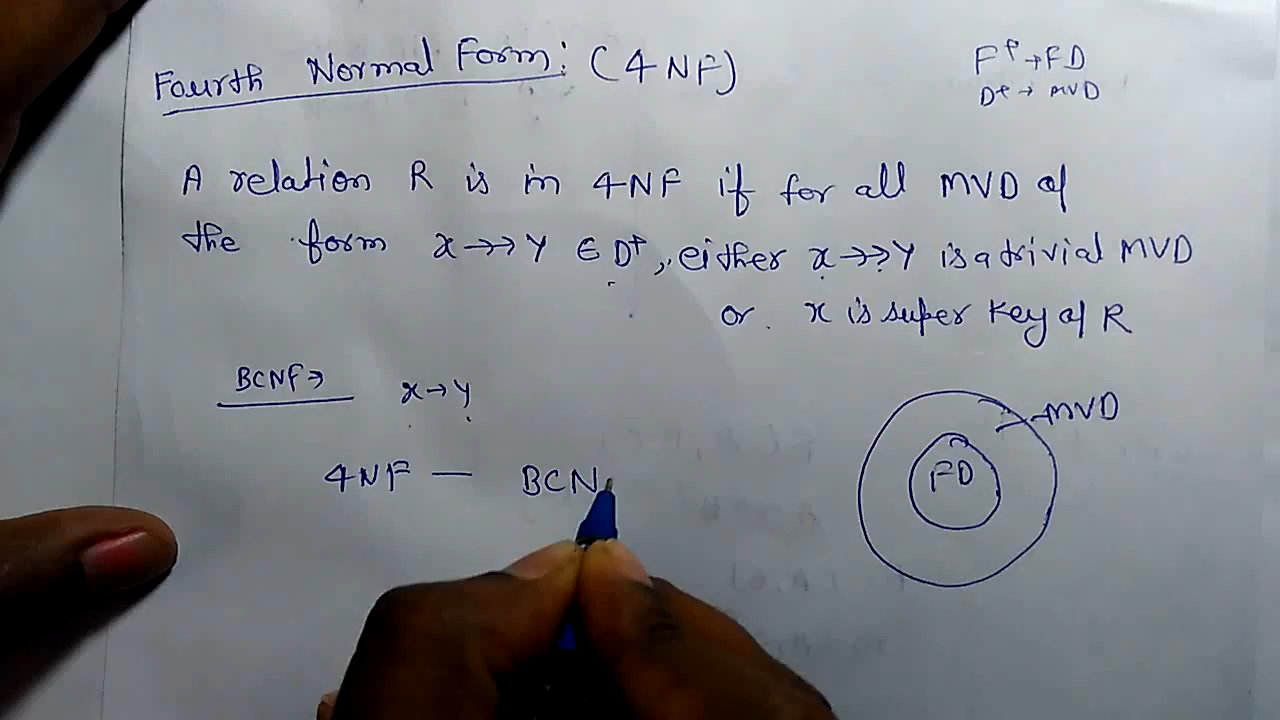 Fourth Normal Form: (4NF)
F⁺→FD
D⁺→ MVD
A relation R is in 4NF if for all MVD of
the form x→→Y ∈ D⁺, either x→→Y is a trivial MVD
or x is super key of R
BCNF→ x→Y
MVD
FD
4NF — BCN